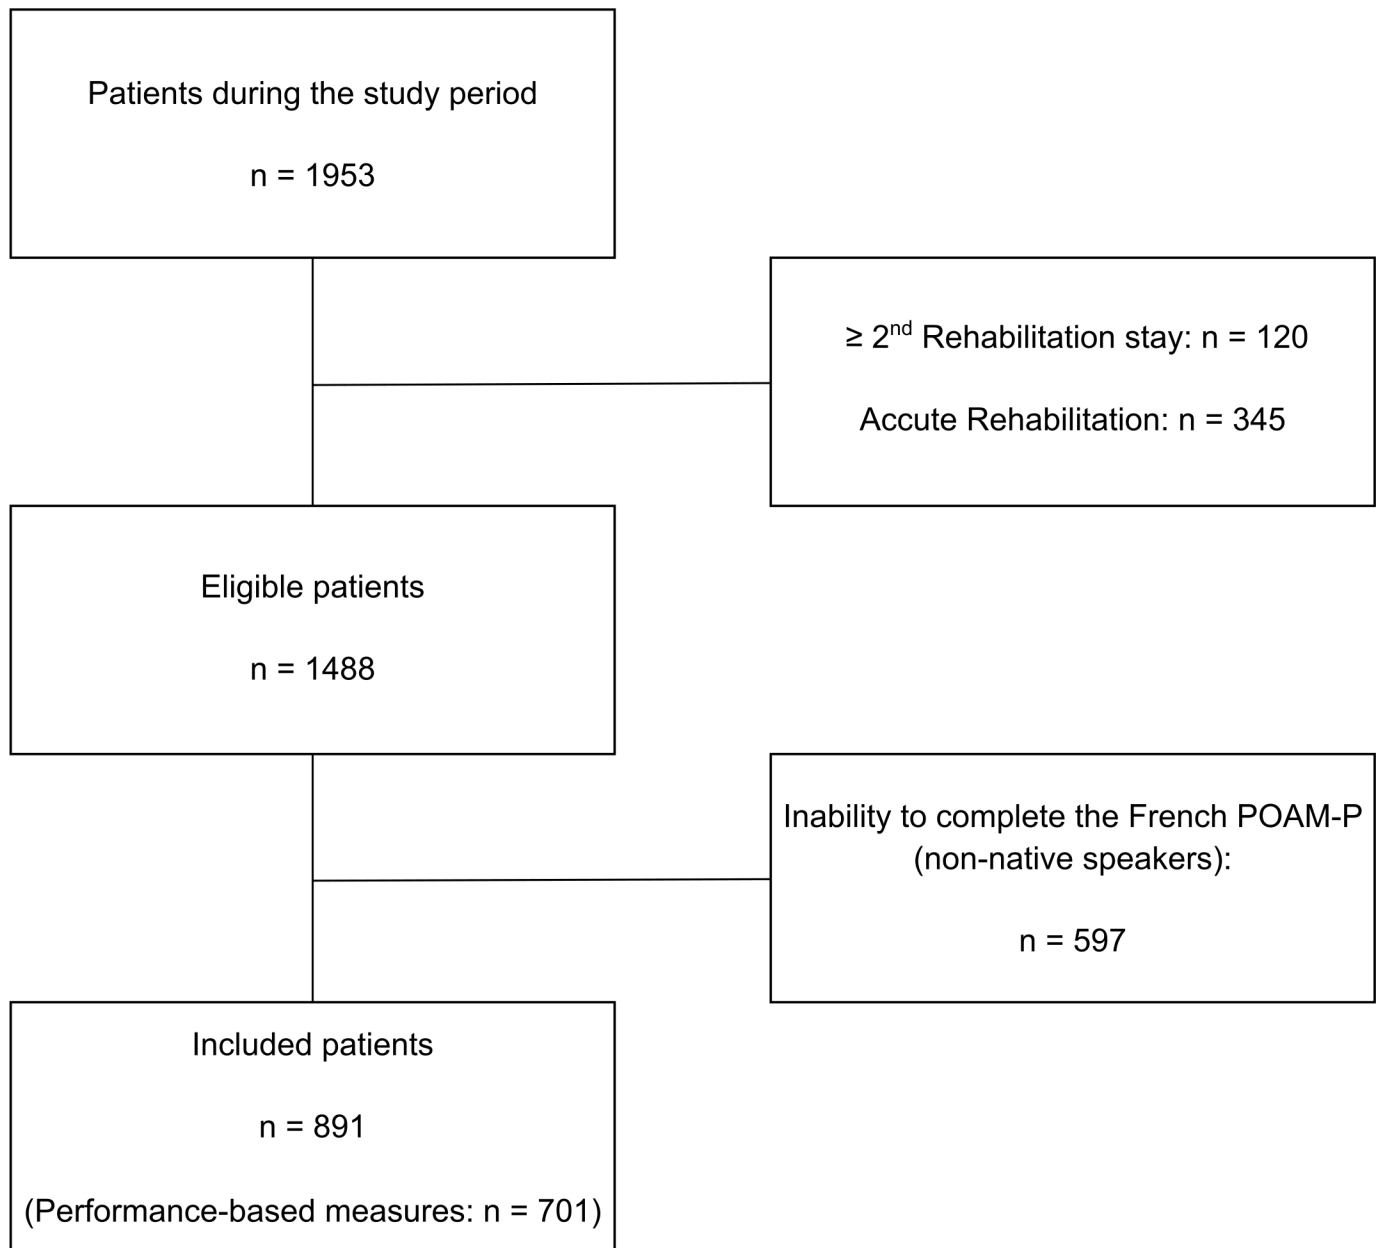 Patients during the study period
n = 1953
≥ 2nd Rehabilitation stay: n = 120
Accute Rehabilitation: n = 345
Eligible patients
n = 1488
Inability to complete the French POAM-P
(non-native speakers):
n = 597
Included patients
n = 891
(Performance-based measures: n = 701)